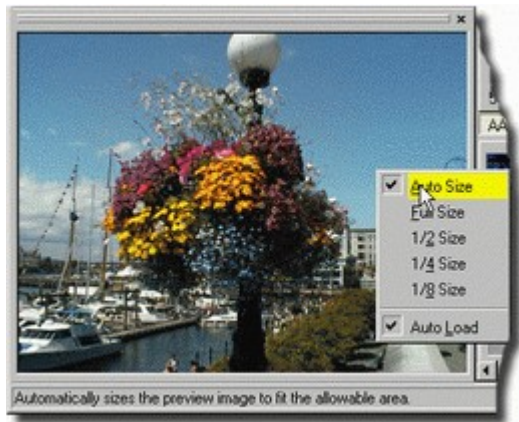 AA
Auto Size
Full Size
1/2 Size
1/4 Size
1/8 Size
Auto Load
Automatically sizes the preview image to fit the allowable area.